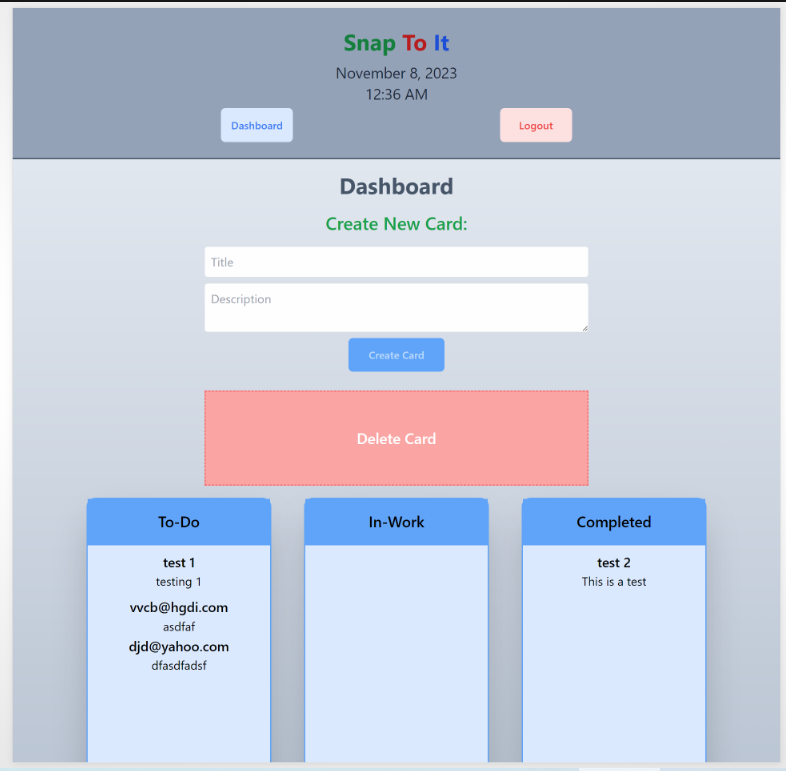 Snap To It
November 8, 2023
12:36 AM
Dashboard
Logout
Dashboard
Create New Card:
Title
Description
Create Card
Delete Card
To-Do
test 1
testing 1
vvcb@hgdi.com
asdfaf
djd@yahoo.com
dfasdfadsf
In-Work
Completed
test 2
This is a test